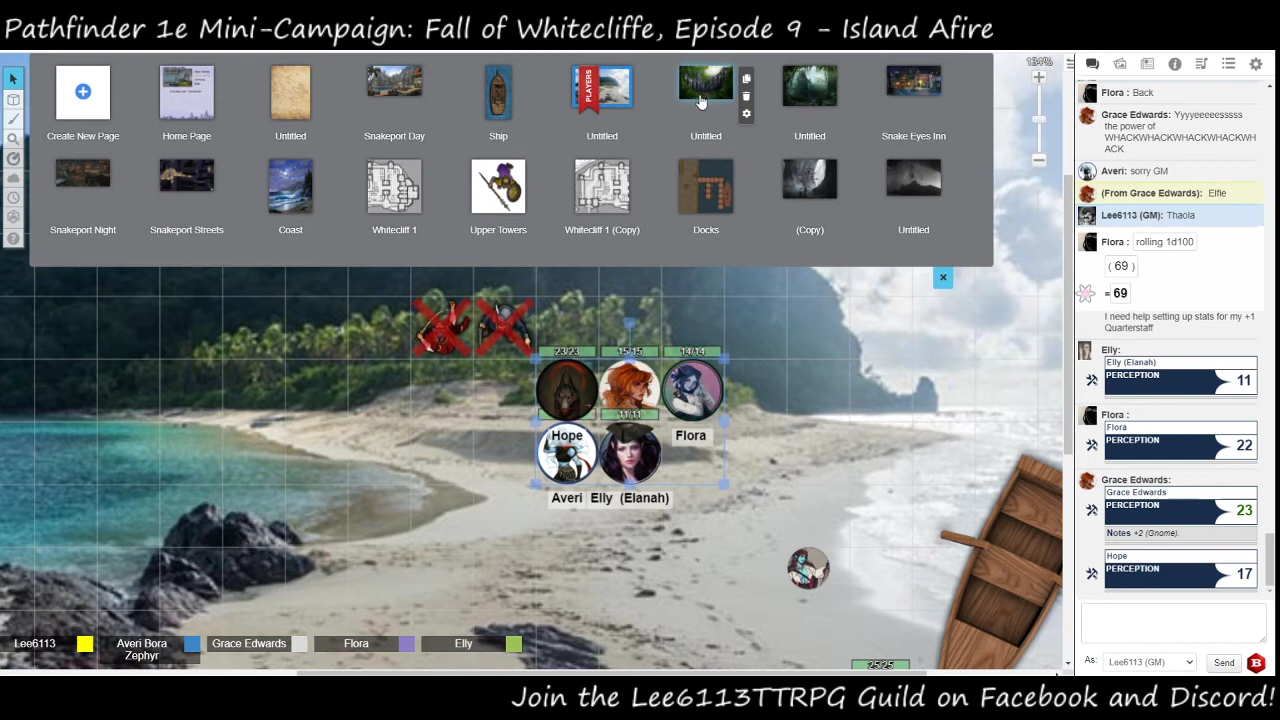 Pathfinder 1e Mini-Campaign: Fall of Whitecliffe, Episode 9 - Island Afire
PLAYERS
Create New Page
Home Page
Untitled
Snakeport Day
Ship
Untitled
Untitled
Untitled
Snake Eyes Inn
Snakeport Night
Snakeport Streets
Coast
Whitecliff 1
Upper Towers
Whitecliff 1 (Copy)
Docks
(Copy)
Untitled
184%
23/23
15/15
14/14
11/11
Hope
Flora
Averi
Elly (Elanah)
25/25
Lee6113
Averi Bora
Zephyr
Grace Edwards
Flora
Elly
Flora : Back
Grace Edwards: Yyyyeeeeesssss
the power of
WHACKWHACKWHACKWHACKWH
ACK
Averi: sorry GM
(From Grace Edwards): Elfie
Lee6113 (GM): Thaola
Flora : rolling 1d100
( 69 )
= 69
I need help setting up stats for my +1
Quarterstaff
Elly:
Elly (Elanah)
PERCEPTION 11
Flora :
Flora
PERCEPTION 22
Grace Edwards:
Grace Edwards
PERCEPTION 23
Notes +2 (Gnome).
Hope
PERCEPTION 17
As: Lee6113 (GM) Send
Join the Lee6113TTRPG Guild on Facebook and Discord!